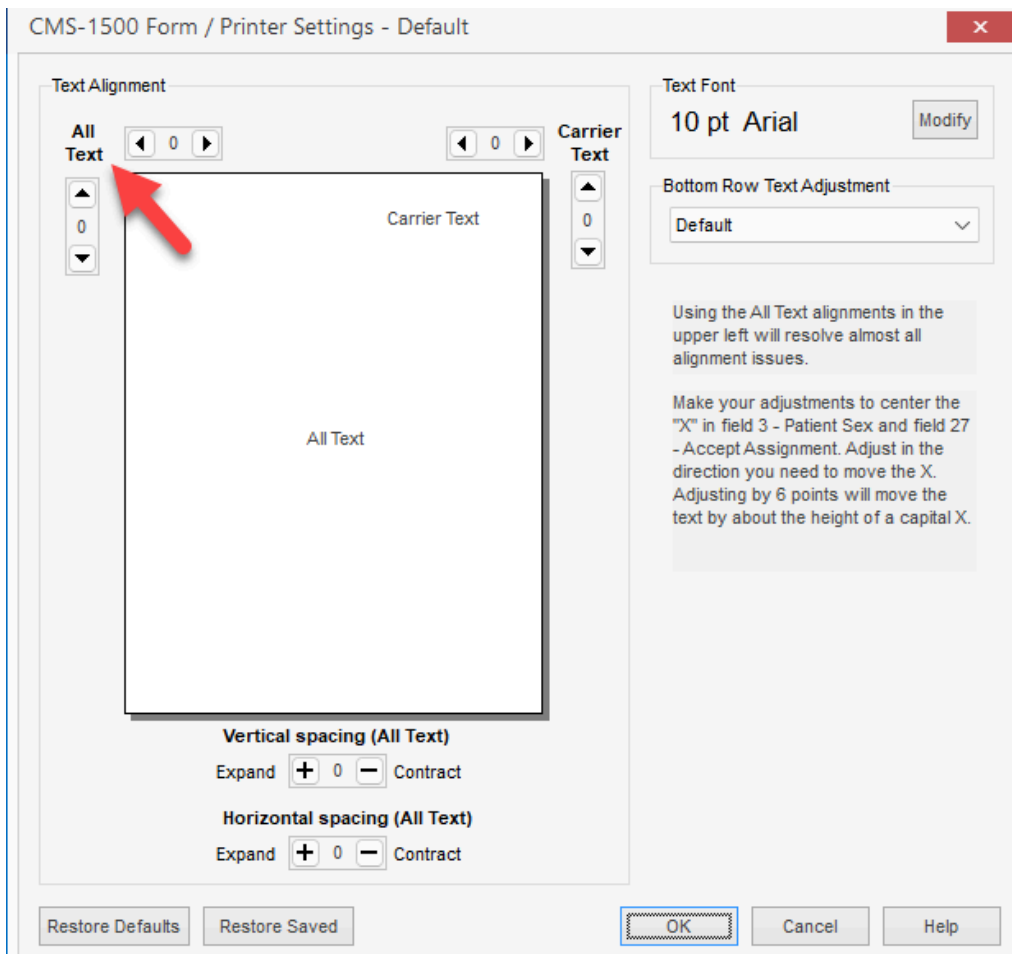 CMS-1500 Form / Printer Settings - Default
Text Alignment
All
Text
0
0
Carrier
Text
0
0
Carrier Text
All Text
Vertical spacing (All Text)
Expand + 0 − Contract
Horizontal spacing (All Text)
Expand + 0 − Contract
Text Font
10 pt Arial
Modify
Bottom Row Text Adjustment
Default
Using the All Text alignments in the
upper left will resolve almost all
alignment issues.
Make your adjustments to center the
"X" in field 3 - Patient Sex and field 27
- Accept Assignment. Adjust in the
direction you need to move the X.
Adjusting by 6 points will move the
text by about the height of a capital X.
Restore Defaults
Restore Saved
OK
Cancel
Help